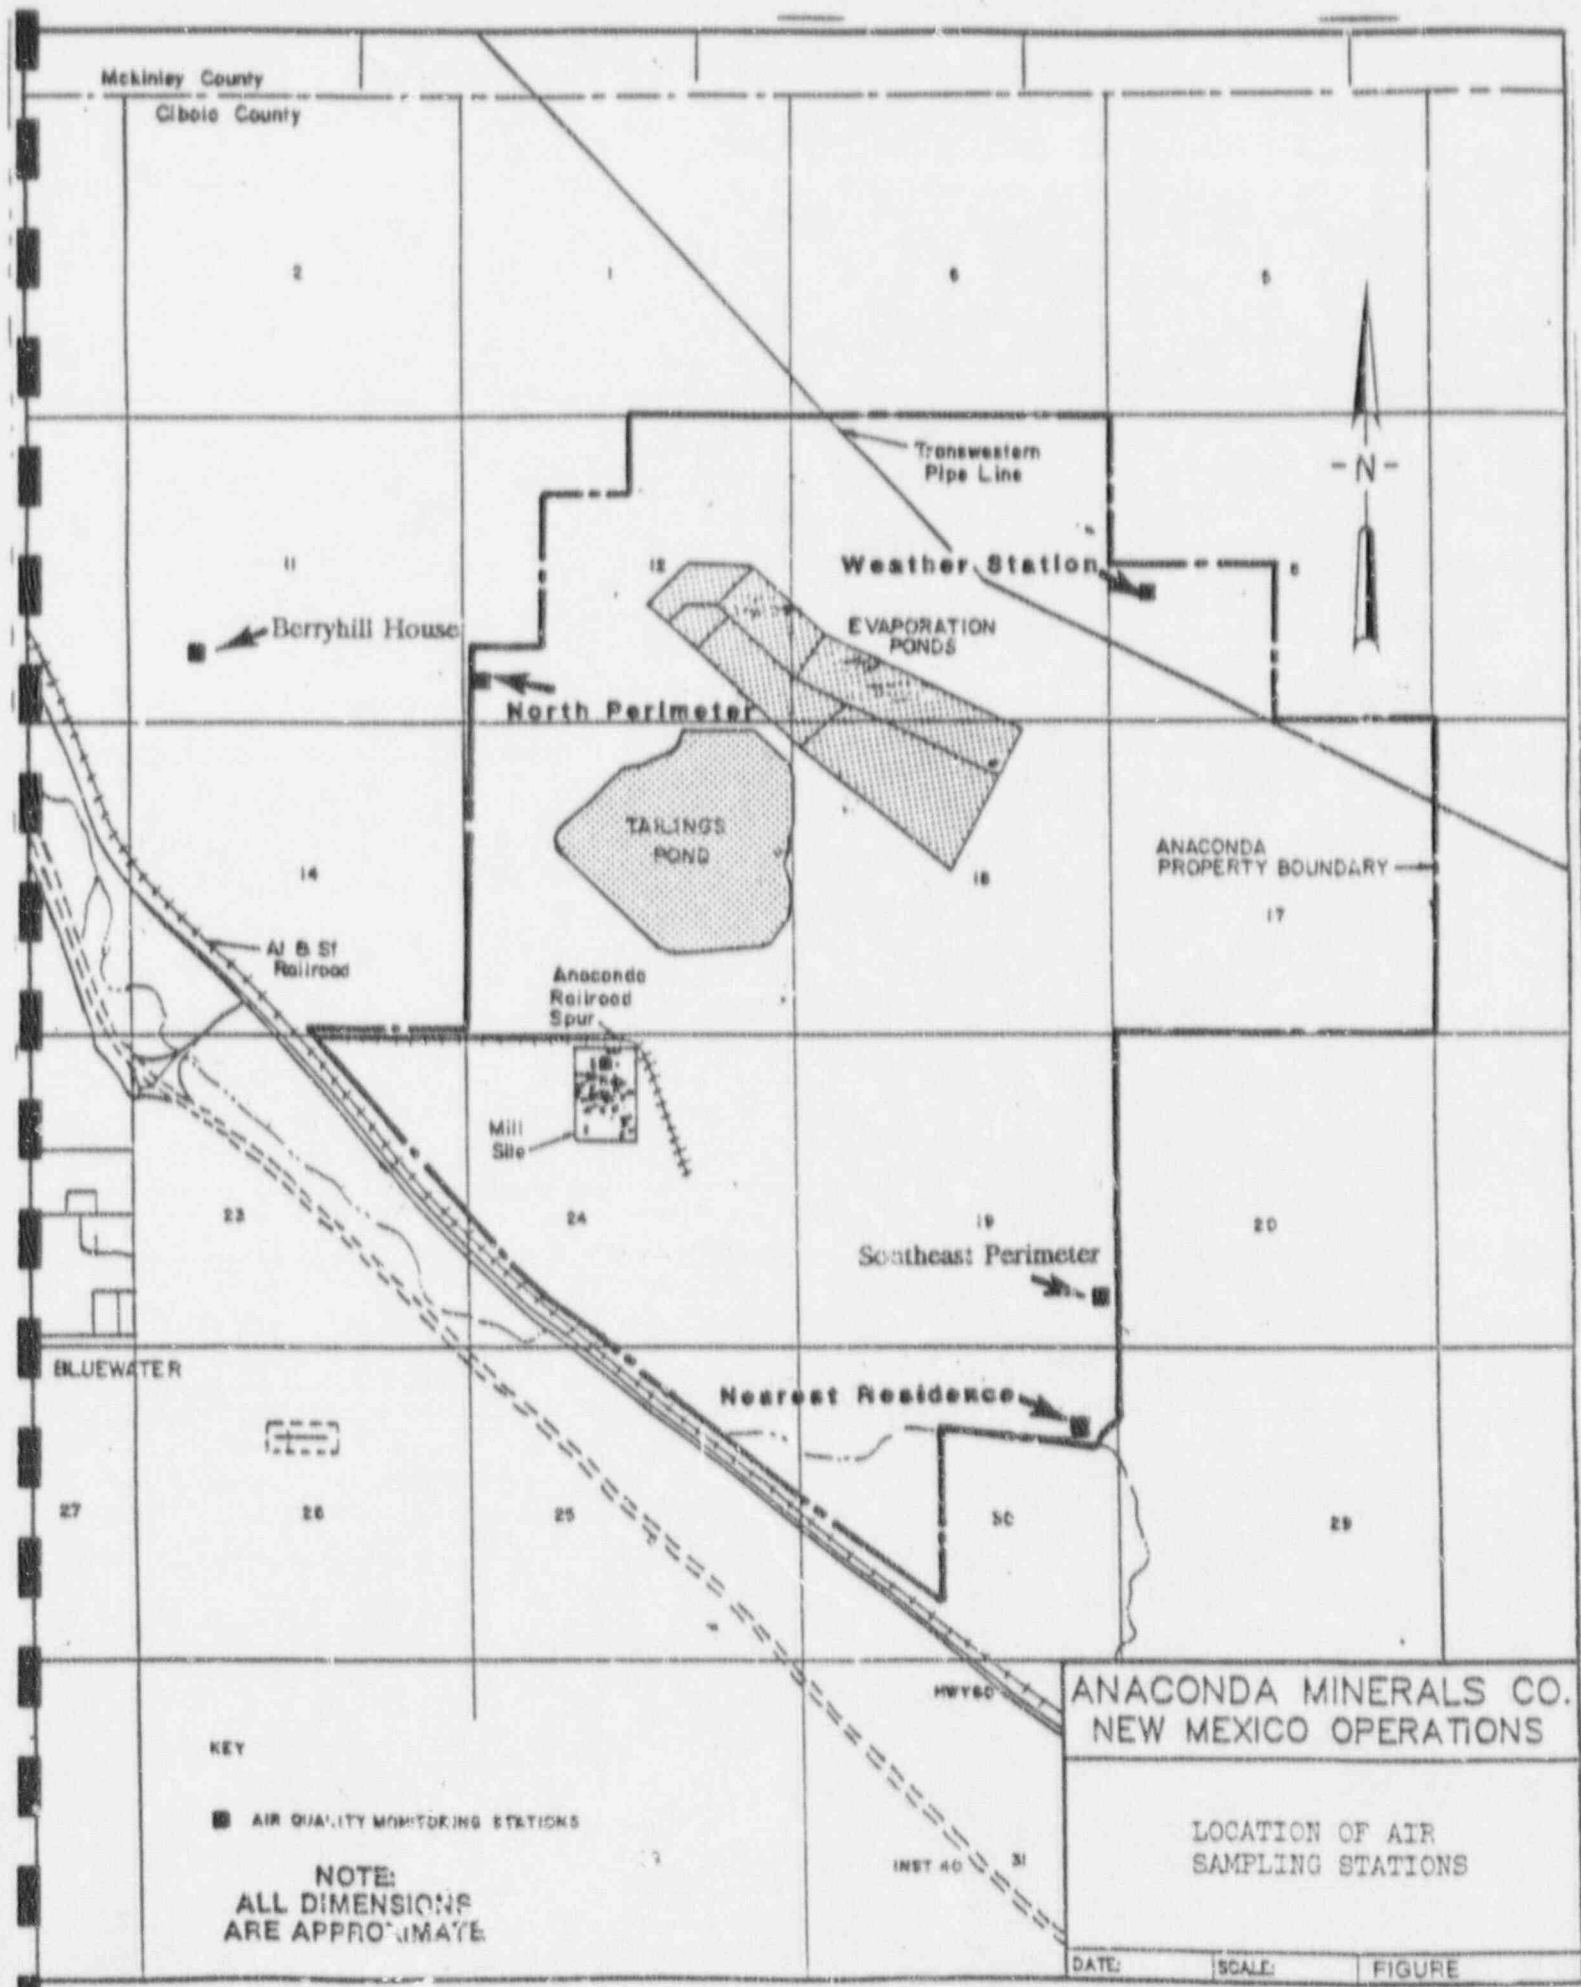 Mckinley County
Cibola County
2
1
6
5
Transwestern
Pipe Line
- N -
11
12
Weather Station
8
Berryhill House
EVAPORATION
PONDS
North Perimeter
TAILINGS
POND
ANACONDA
PROPERTY BOUNDARY
14
18
17
At & Sf
Railroad
Anaconda
Railroad
Spur
Mill
Site
23
24
19
20
Southeast Perimeter
BLUEWATER
Nearest Residence
27
26
25
30
29
HWY 60
ANACONDA MINERALS CO.
NEW MEXICO OPERATIONS
KEY
AIR QUALITY MONITORING STATIONS
LOCATION OF AIR
SAMPLING STATIONS
NOTE:
ALL DIMENSIONS
ARE APPROXIMATE
INST 40
31
DATE:
SCALE:
FIGURE